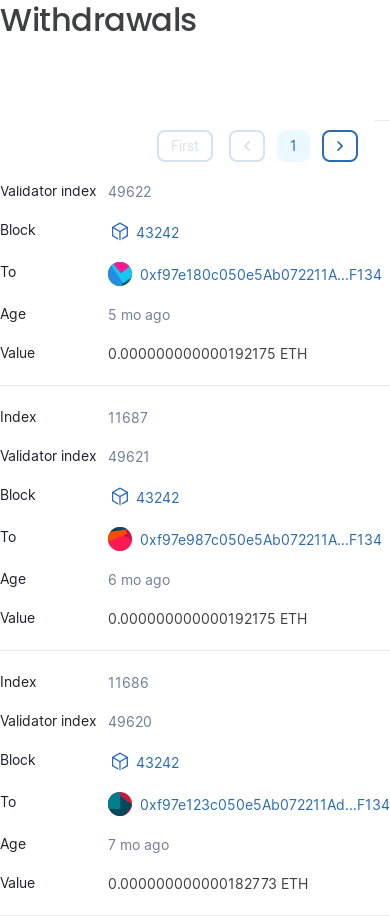 Withdrawals
First 1
Validator index 49622
Block 43242
To 0xf97e180c050e5Ab072211A...F134
Age 5 mo ago
Value 0.000000000000192175 ETH
Index 11687
Validator index 49621
Block 43242
To 0xf97e987c050e5Ab072211A...F134
Age 6 mo ago
Value 0.000000000000192175 ETH
Index 11686
Validator index 49620
Block 43242
To 0xf97e123c050e5Ab072211Ad...F134
Age 7 mo ago
Value 0.000000000000182773 ETH